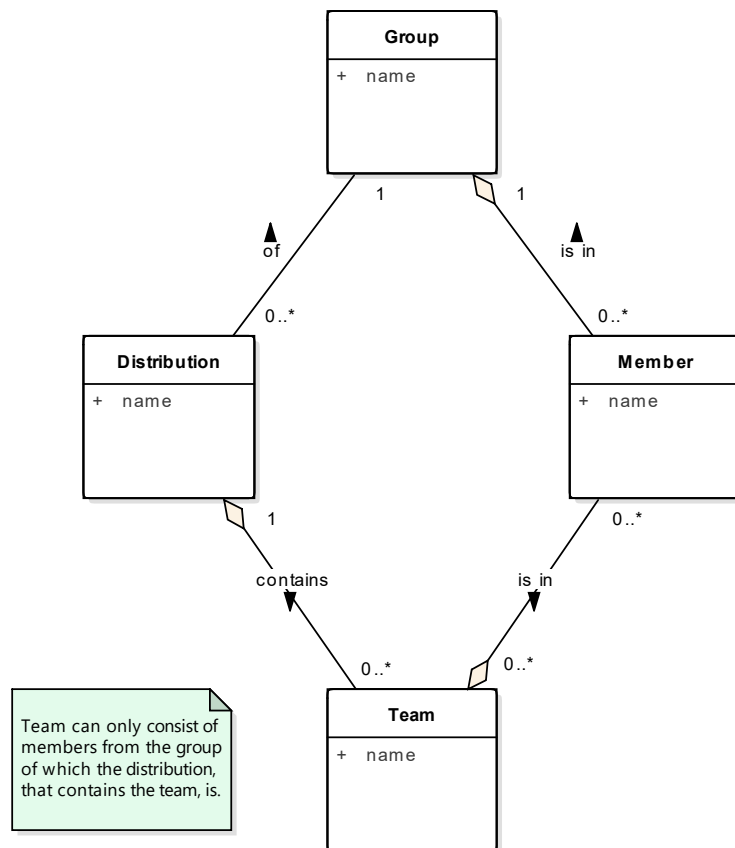 Group
+ name
1
1
of
is in
0..*
0..*
Distribution
+ name
Member
+ name
1
0..*
contains
is in
0..*
0..*
Team
+ name
Team can only consist of
members from the group
of which the distribution,
that contains the team, is.